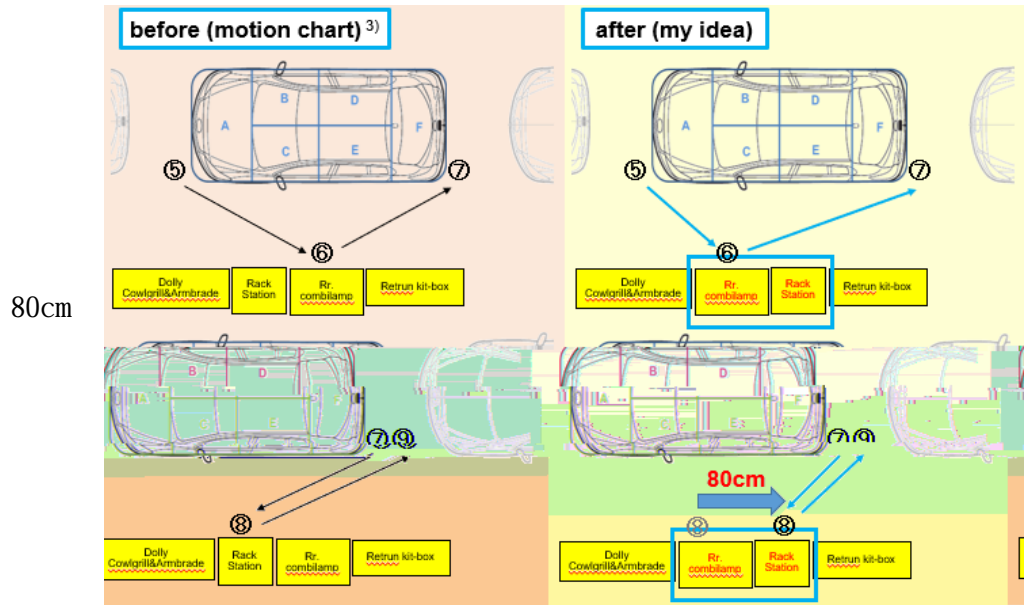 before (motion chart) 3)
after (my idea)
B
D
A
F
C
E
⑤
⑦
⑥
Dolly
Cowlgrill&Armbrade
Rack
Station
Rr.
combilamp
Retrun kit-box
B
D
A
F
C
E
⑤
⑦
⑥
Dolly
Cowlgrill&Armbrade
Rr.
combilamp
Rack
Station
Retrun kit-box
80cm
B
D
A
E
⑦⑨
⑧
Dolly
Cowlgrill&Armbrade
Rack
Station
Rr.
combilamp
Retrun kit-box
B
D
A
F
C
E
⑦⑨
80cm
⑧
⑧
Dolly
Cowlgrill&Armbrade
Rr.
combilamp
Rack
Station
Retrun kit-box